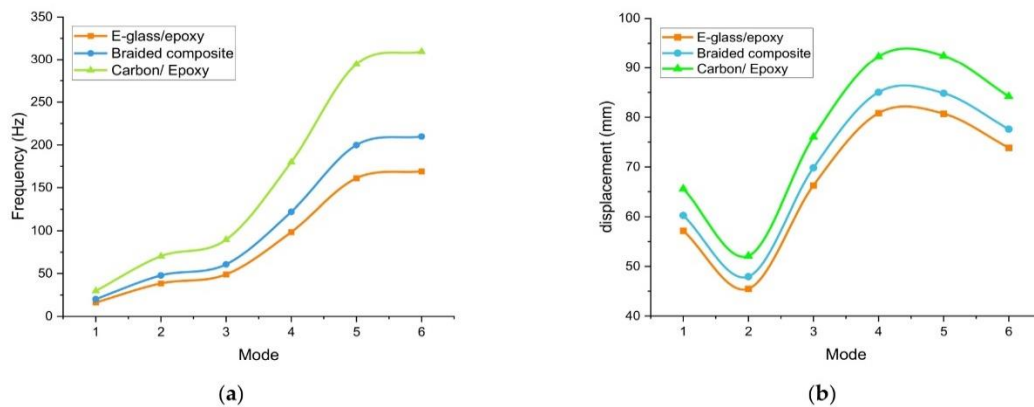 350
300
250
200
150
100
50
0
E-glass/epoxy
Braided composite
Carbon/ Epoxy
Frequency (Hz)
1 2 3 4 5 6
Mode
(a)
100
90
80
70
60
50
40
E-glass/epoxy
Braided composite
Carbon/ Epoxy
displacement (mm)
1 2 3 4 5 6
Mode
(b)